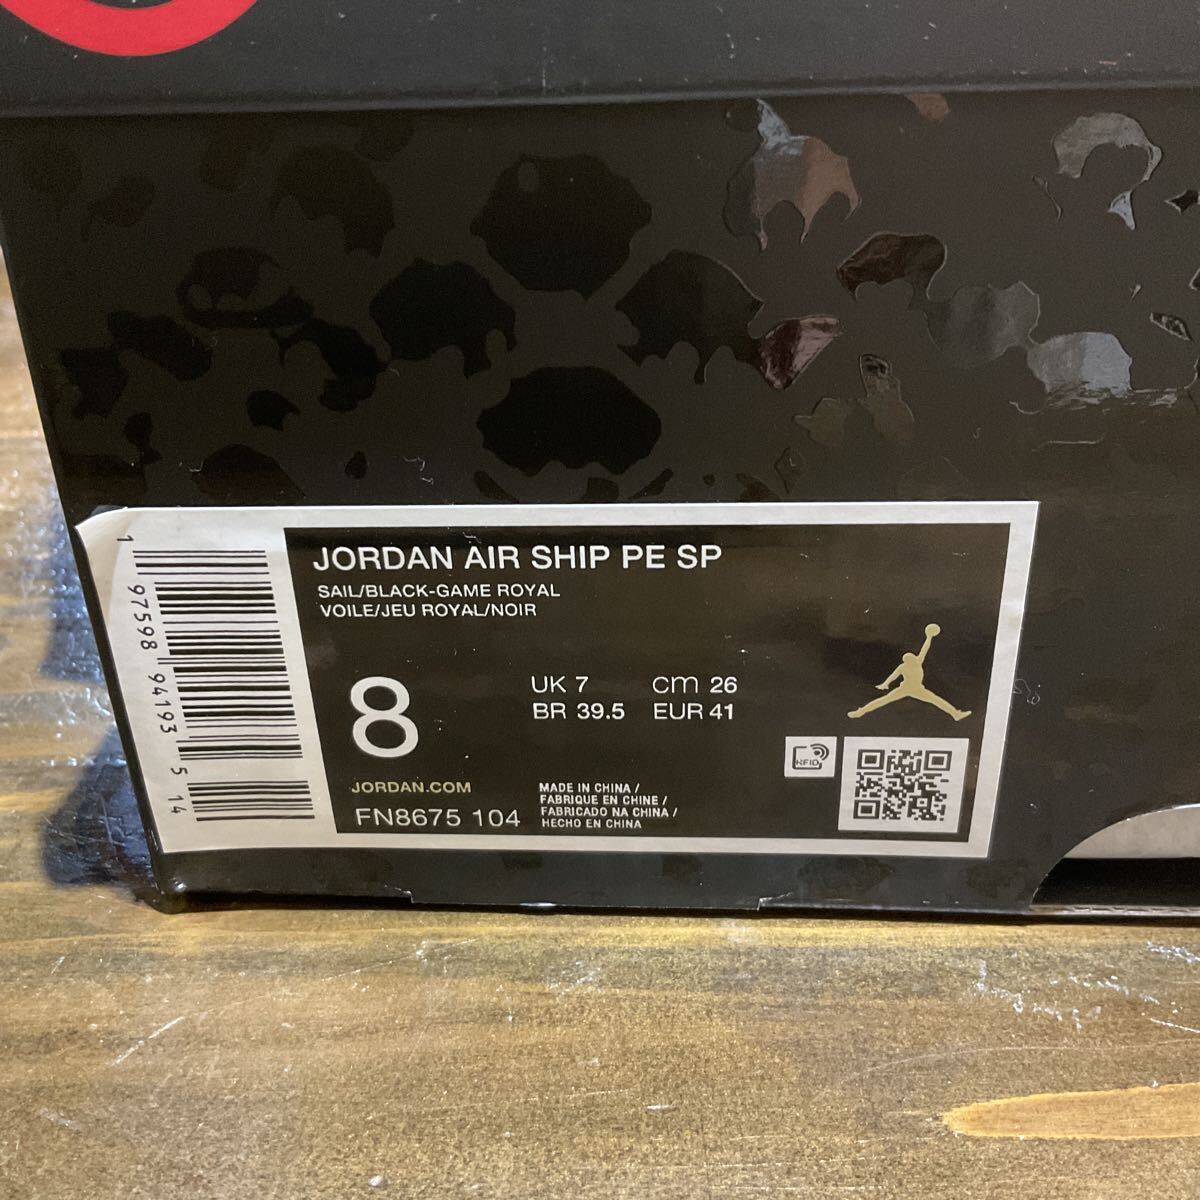 JORDAN AIR SHIP PE SP
SAIL/BLACK-GAME ROYAL
VOILE/JEU ROYAL/NOIR
8
UK 7 cm 26
BR 39.5 EUR 41
JORDAN.COM
FN8675 104
MADE IN CHINA /
FABRIQUE EN CHINE /
FABRICADO NA CHINA /
HECHO EN CHINA
RFID
1 97598 94193 5 14